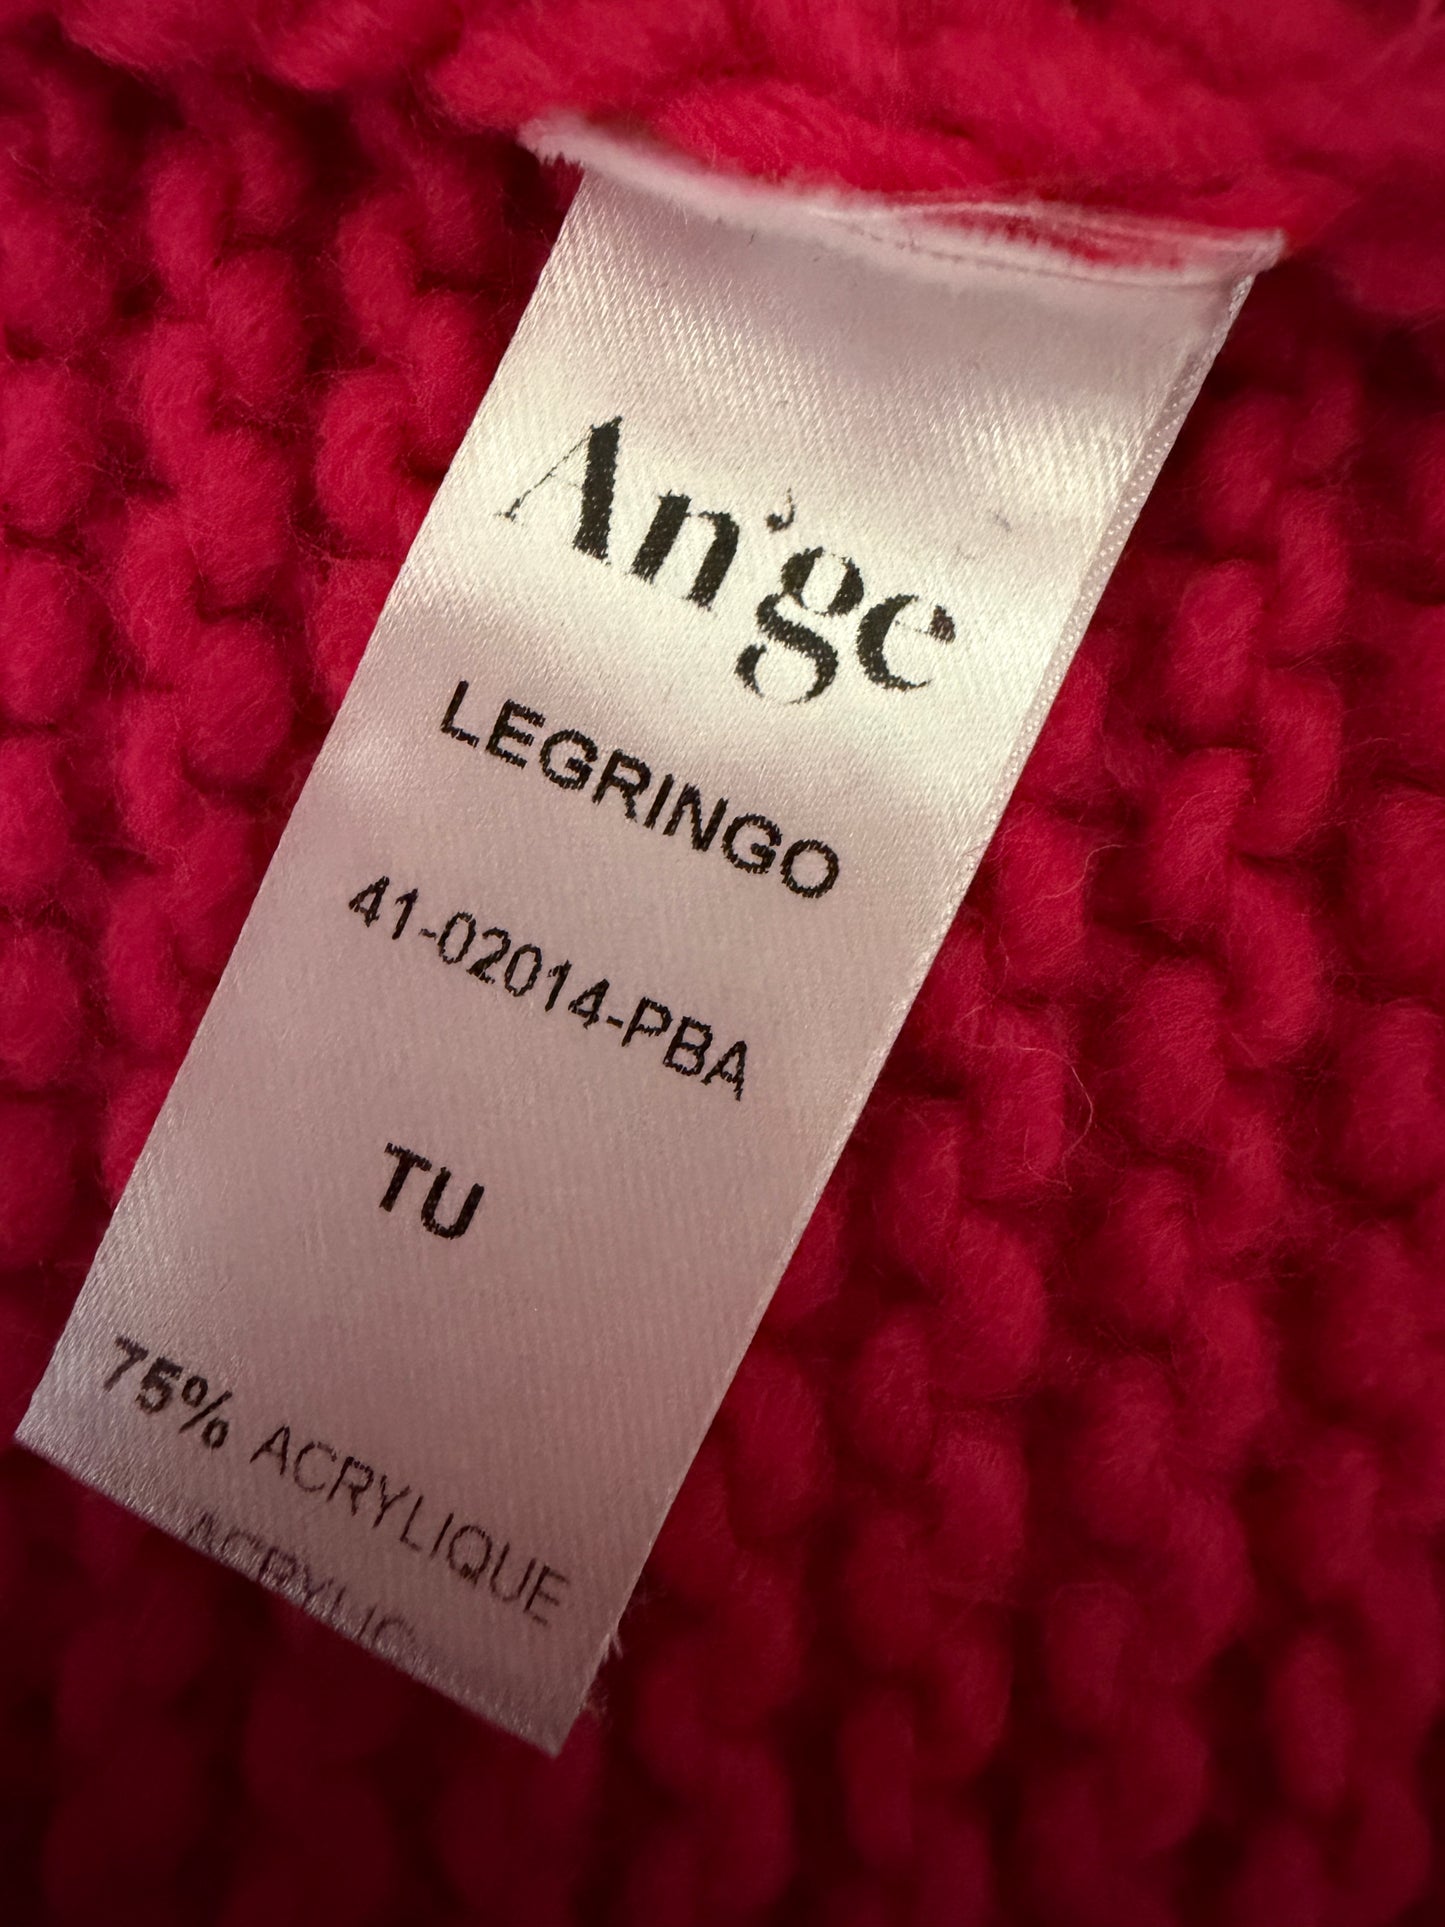 An'ge
LEGRINGO
41-02014-PBA
TU
75% ACRYLIQUE